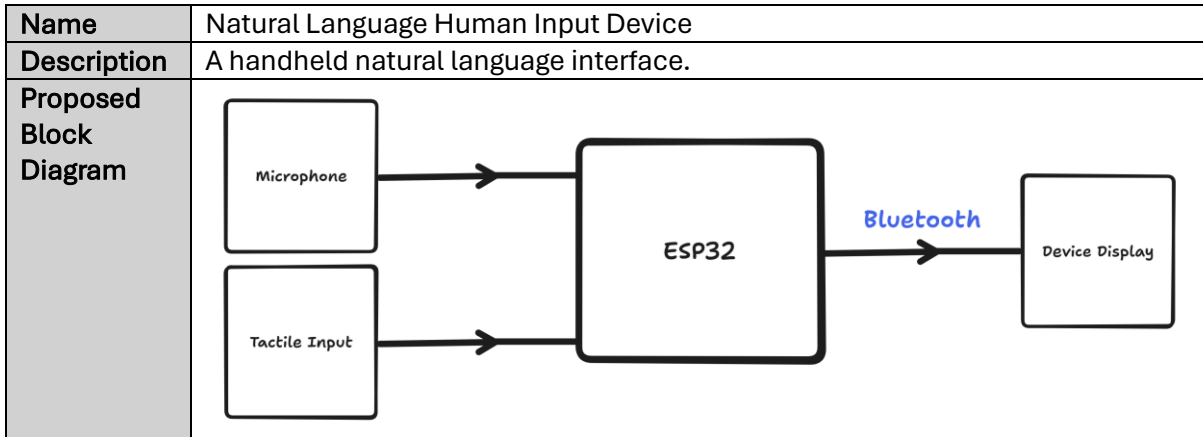 Name
Natural Language Human Input Device
Description
A handheld natural language interface.
Proposed
Block
Diagram
Microphone
Tactile Input
ESP32
Bluetooth
Device Display